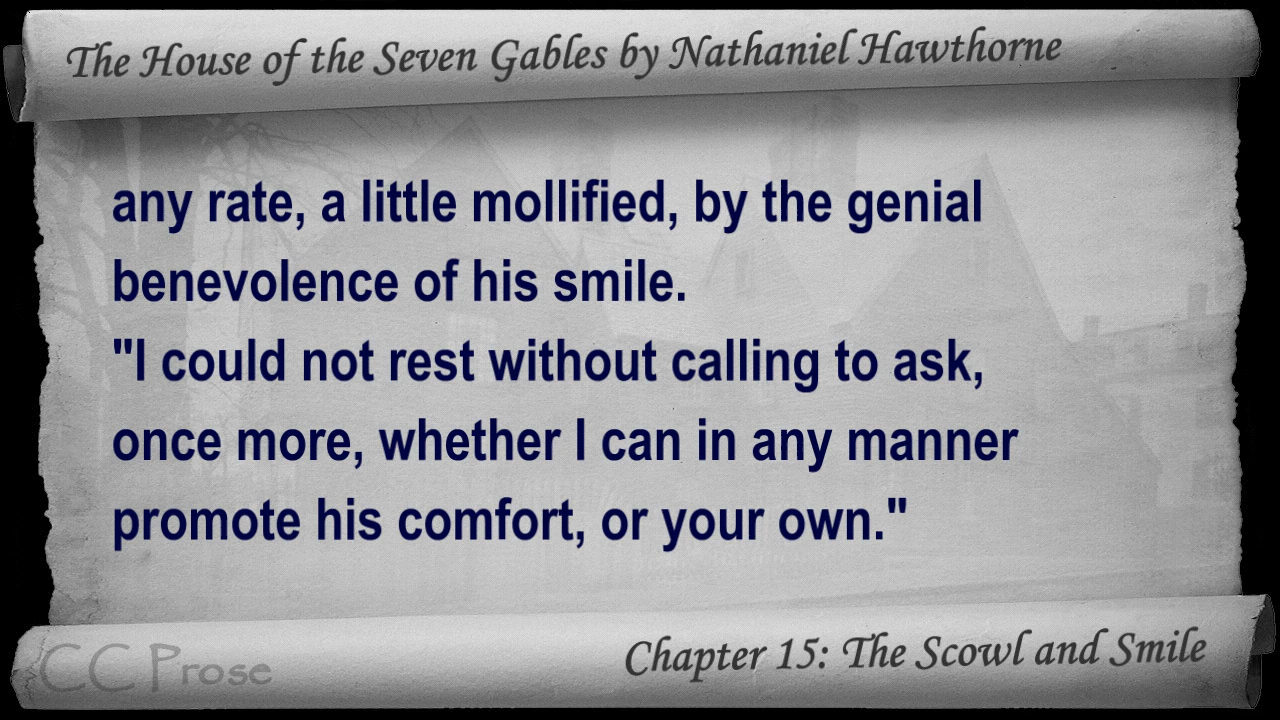 The House of the Seven Gables by Nathaniel Hawthorne
any rate, a little mollified, by the genial
benevolence of his smile.
"I could not rest without calling to ask,
once more, whether I can in any manner
promote his comfort, or your own."
CC Prose
Chapter 15: The Scowl and Smile